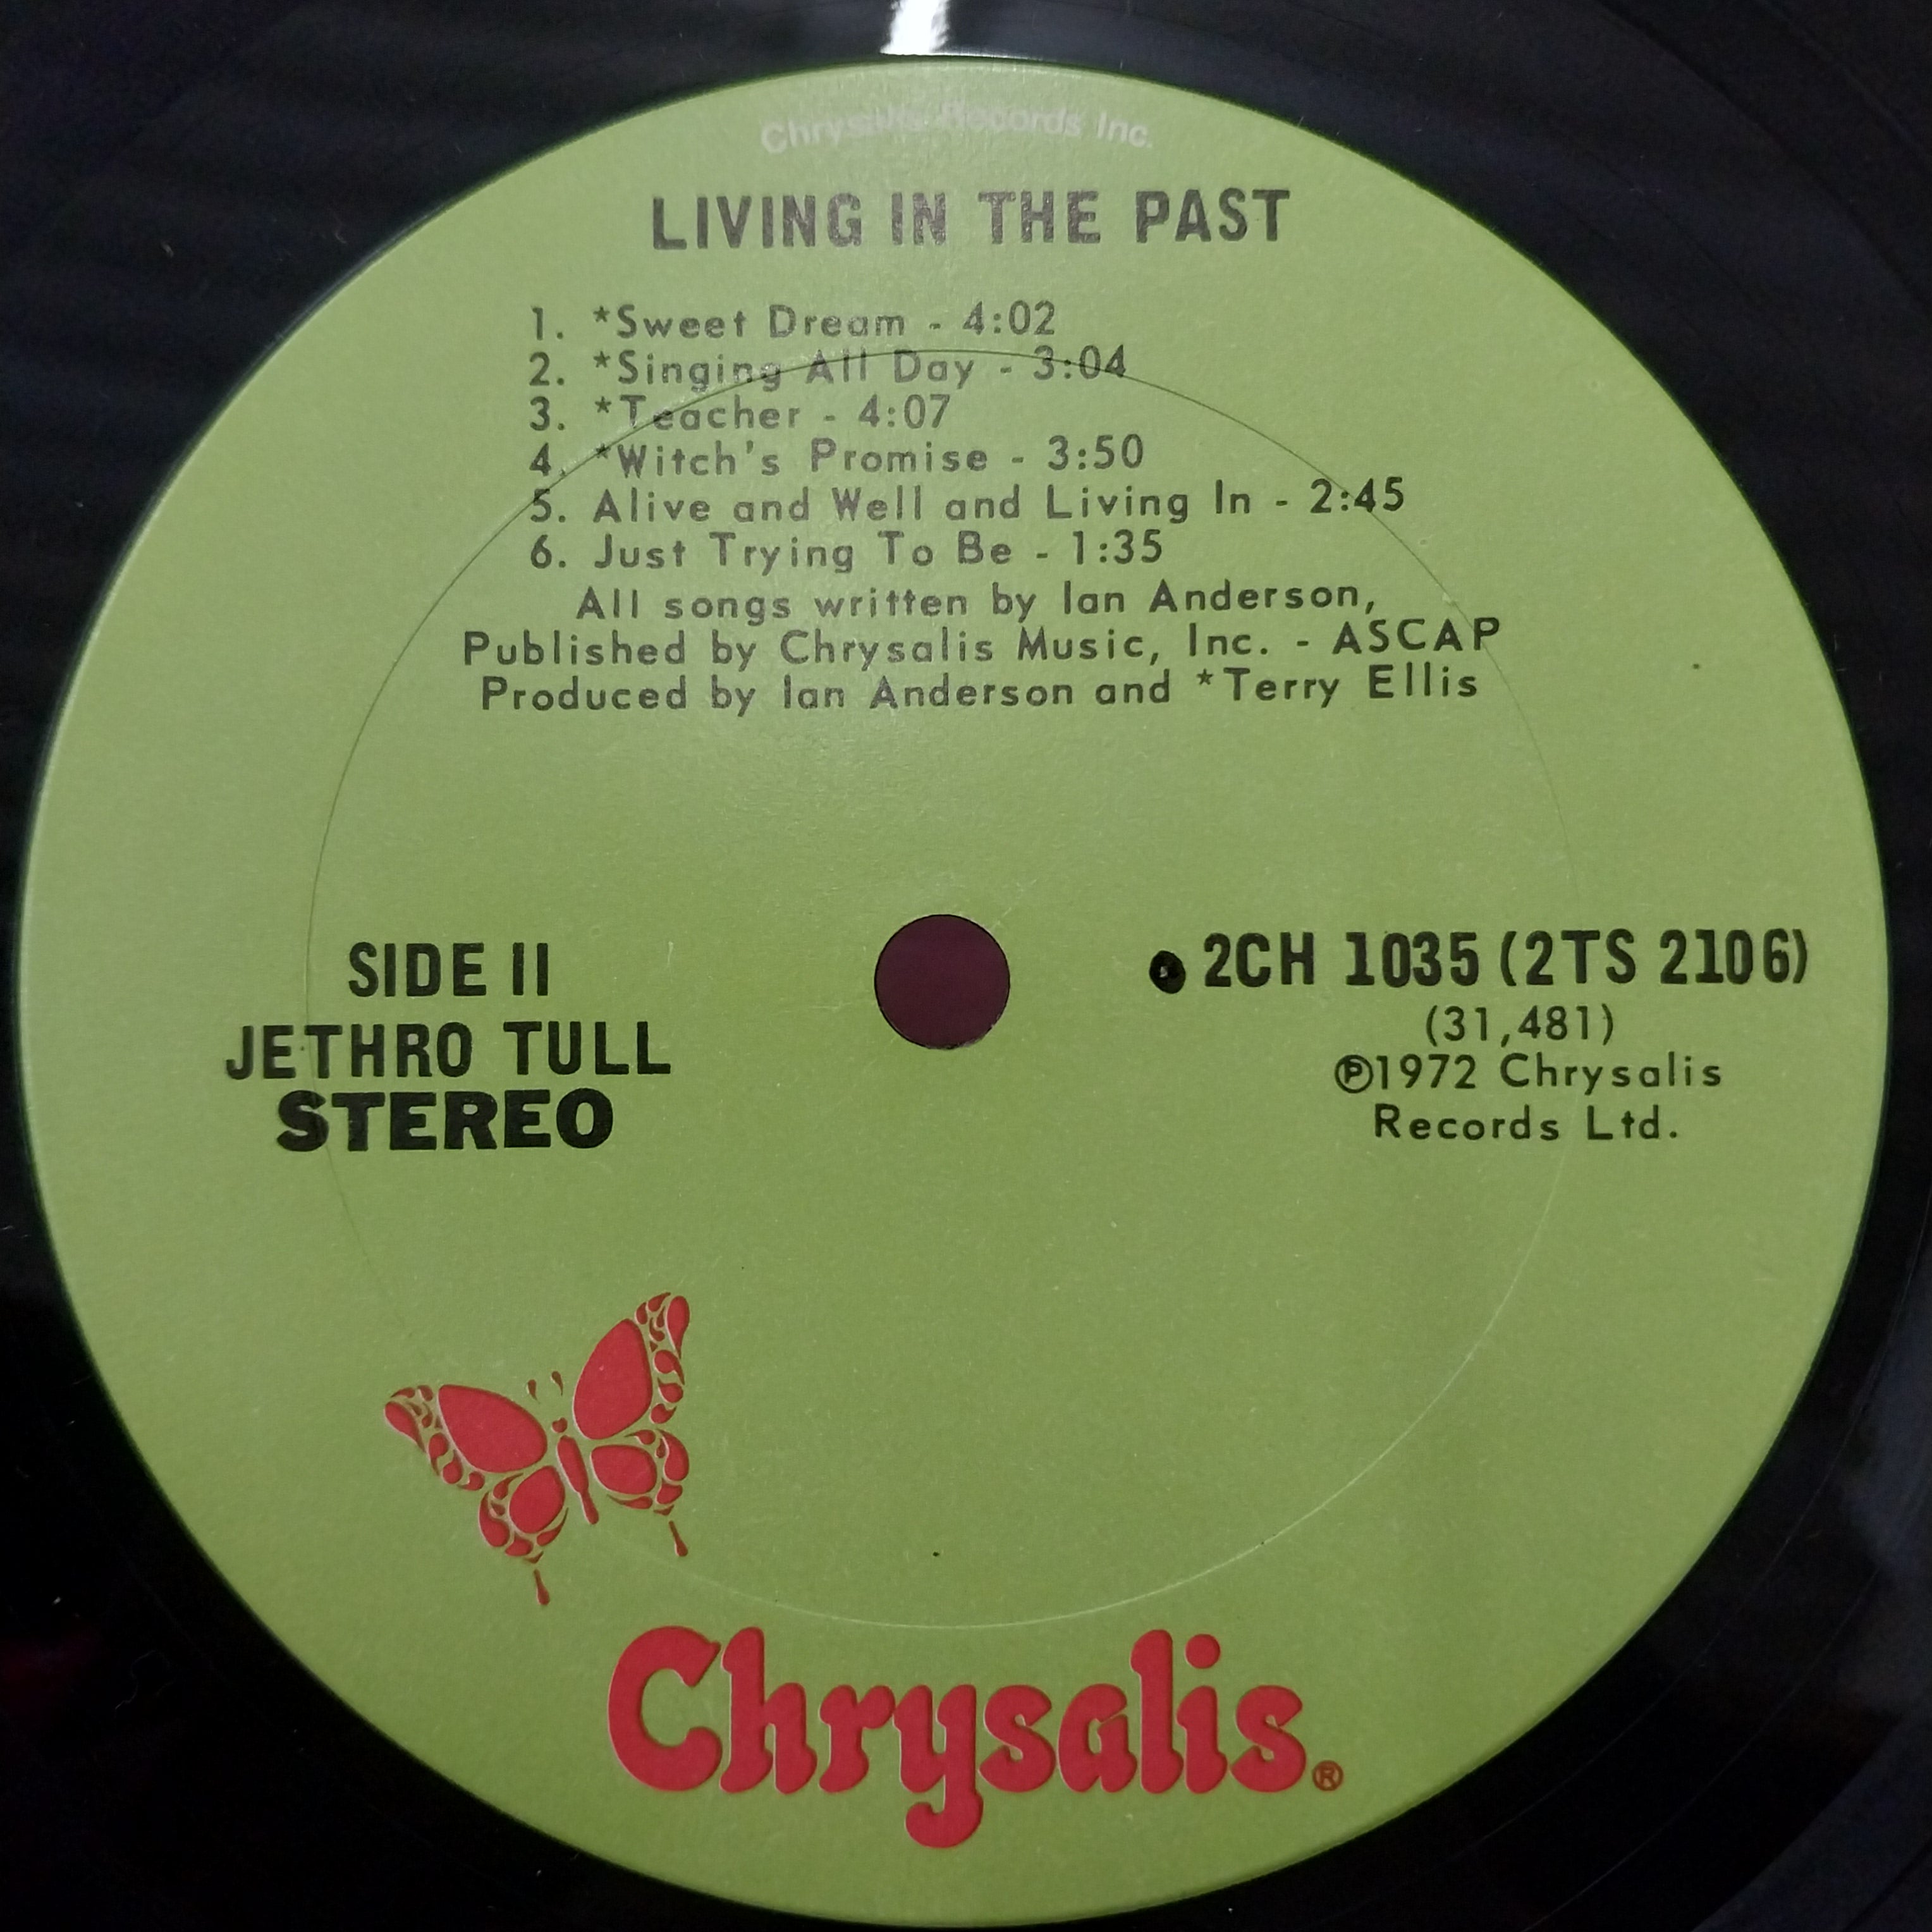 Chrysalis Records Inc.
LIVING IN THE PAST
1. *Sweet Dream - 4:02
2. *Singing All Day - 3:04
3. *Teacher - 4:07
4. *Witch's Promise - 3:50
5. Alive and Well and Living In - 2:45
6. Just Trying To Be - 1:35
All songs written by Ian Anderson,
Published by Chrysalis Music, Inc. - ASCAP
Produced by Ian Anderson and *Terry Ellis
SIDE II
JETHRO TULL
STEREO
2CH 1035 (2TS 2106)
(31,481)
℗1972 Chrysalis
Records Ltd.
Chrysalis®